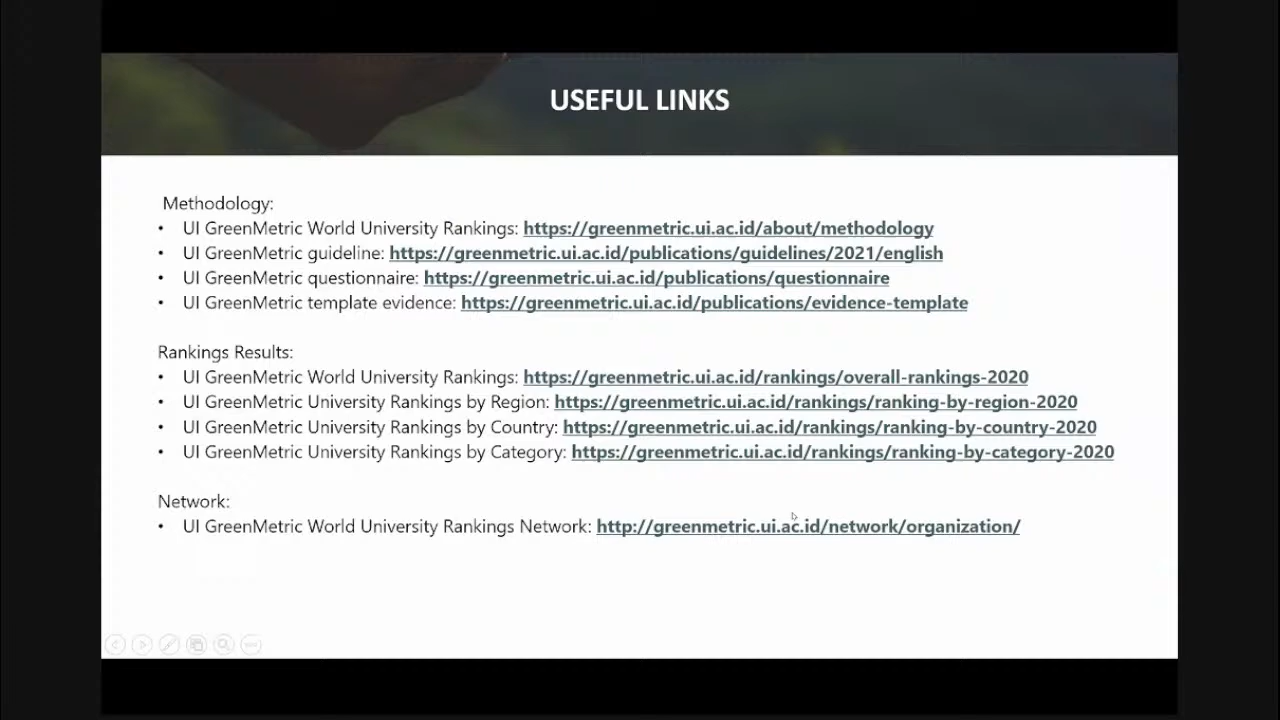 USEFUL LINKS
Methodology:
• UI GreenMetric World University Rankings: https://greenmetric.ui.ac.id/about/methodology
• UI GreenMetric guideline: https://greenmetric.ui.ac.id/publications/guidelines/2021/english
• UI GreenMetric questionnaire: https://greenmetric.ui.ac.id/publications/questionnaire
• UI GreenMetric template evidence: https://greenmetric.ui.ac.id/publications/evidence-template
Rankings Results:
• UI GreenMetric World University Rankings: https://greenmetric.ui.ac.id/rankings/overall-rankings-2020
• UI GreenMetric University Rankings by Region: https://greenmetric.ui.ac.id/rankings/ranking-by-region-2020
• UI GreenMetric University Rankings by Country: https://greenmetric.ui.ac.id/rankings/ranking-by-country-2020
• UI GreenMetric University Rankings by Category: https://greenmetric.ui.ac.id/rankings/ranking-by-category-2020
Network:
• UI GreenMetric World University Rankings Network: http://greenmetric.ui.ac.id/network/organization/